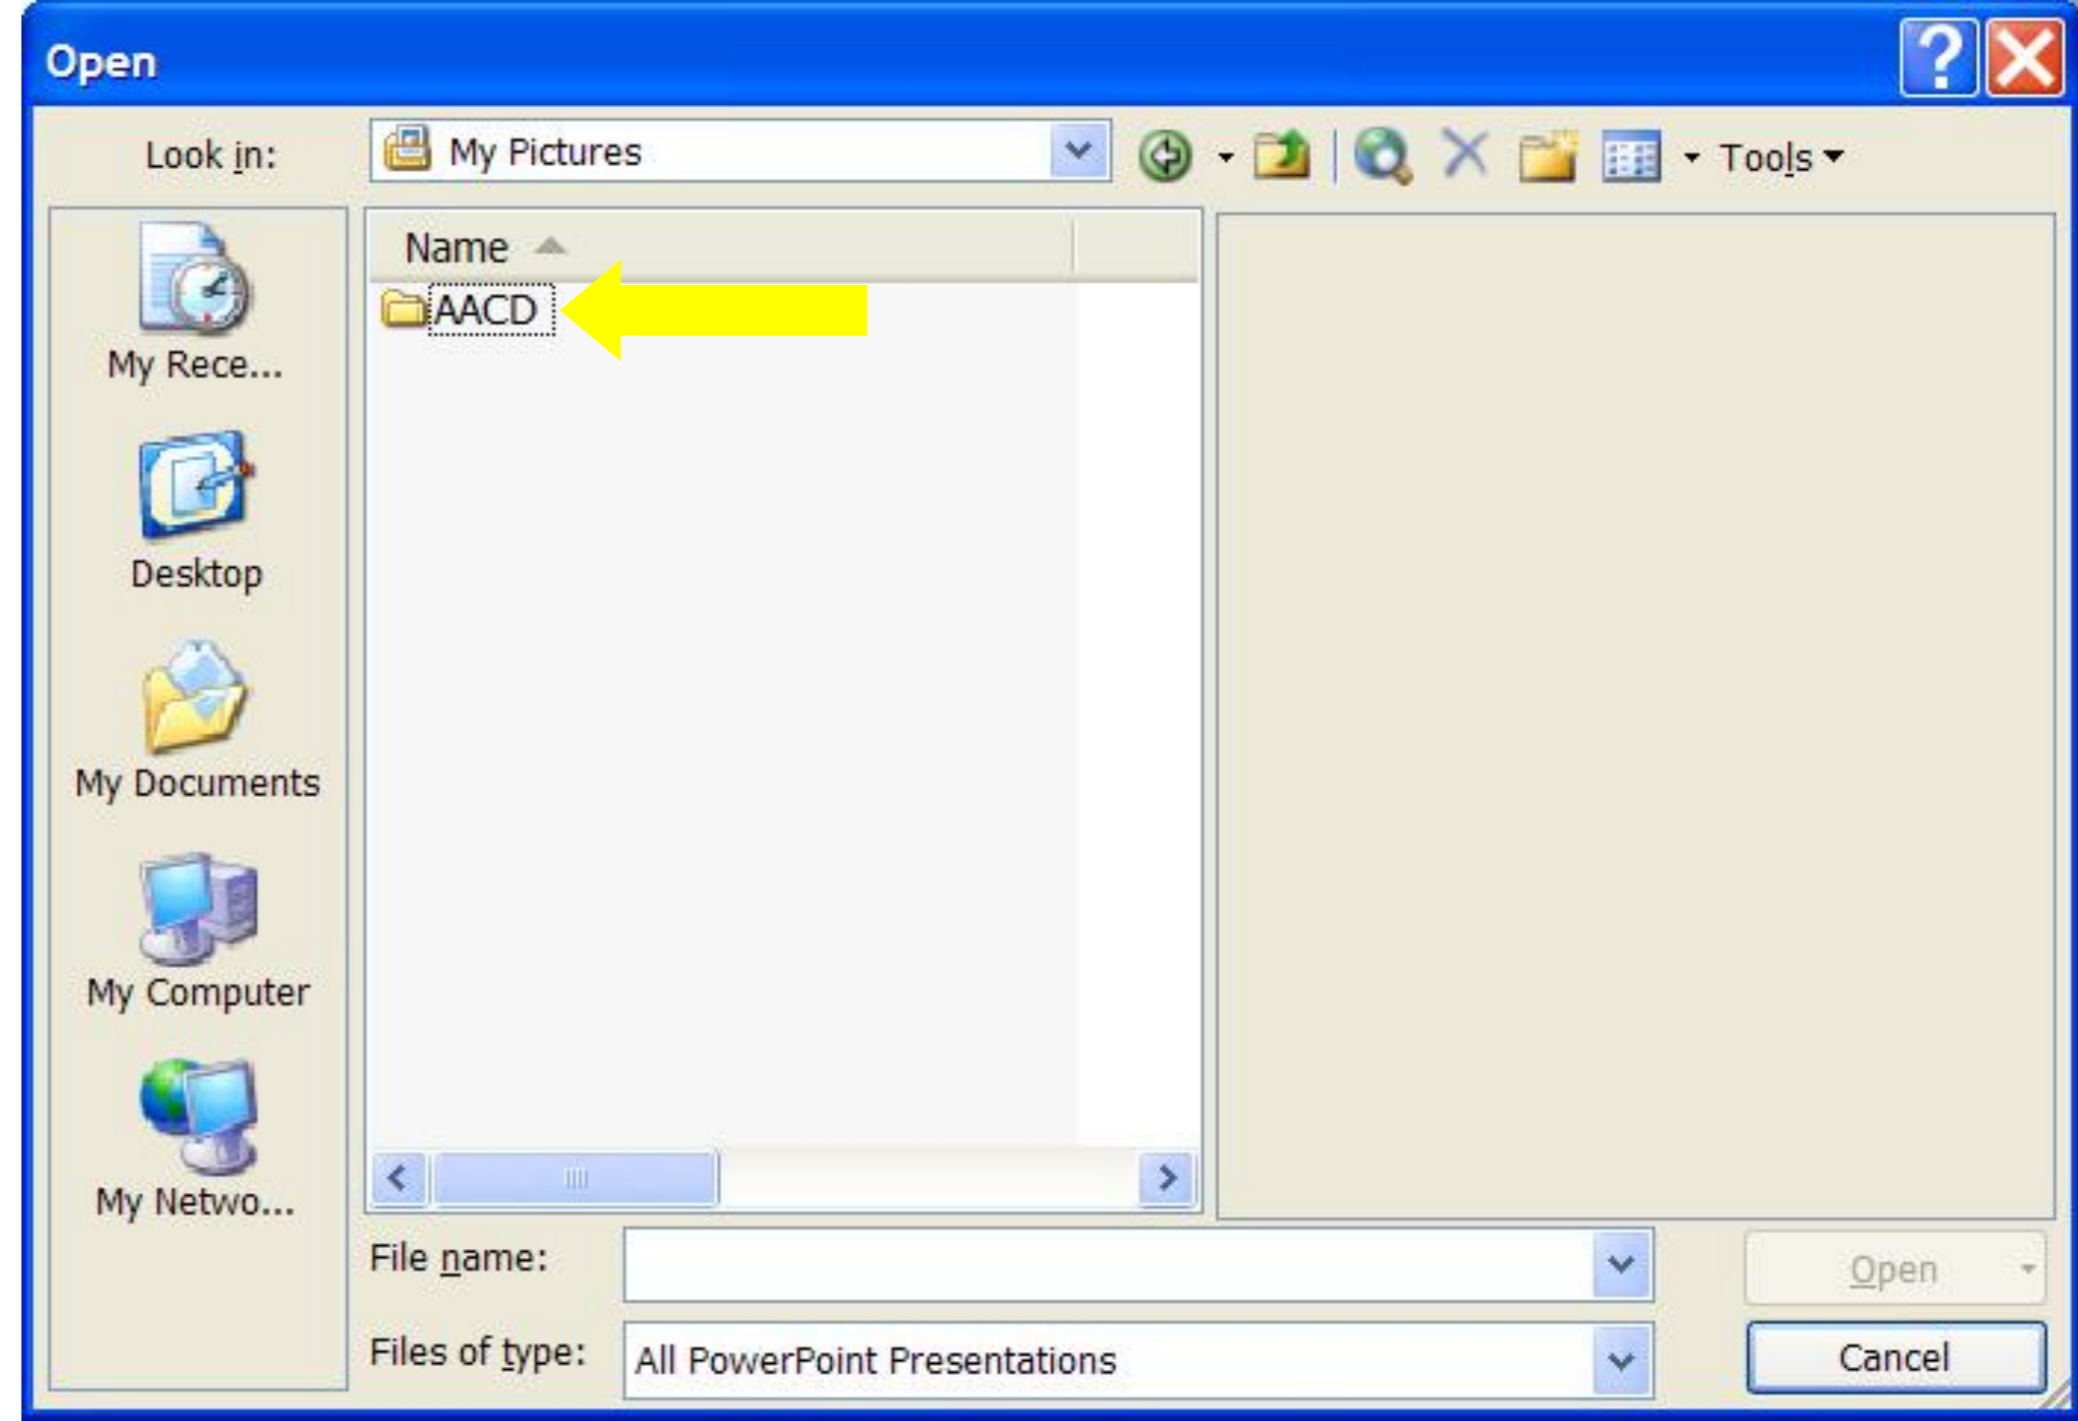 Open
Look in:
My Pictures
Tools
Name
AACD
My Rece...
Desktop
My Documents
My Computer
My Netwo...
File name:
Open
Files of type:
All PowerPoint Presentations
Cancel